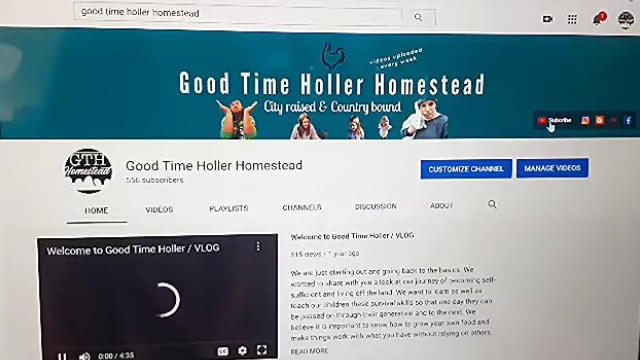 good time holler homestead
videos uploaded
every week
Good Time Holler Homestead
City raised & Country bound
Subscribe
GTH
Homestead
Good Time Holler Homestead
556 subscribers
CUSTOMIZE CHANNEL
MANAGE VIDEOS
HOME VIDEOS PLAYLISTS CHANNELS DISCUSSION ABOUT
Welcome to Good Time Holler / VLOG
Welcome to Good Time Holler / VLOG
515 views • 1 year ago
We are just starting out and going back to the basics. We
wanted to share with you a look at our journey of becoming self-
sufficient and living off the land. We want to learn as well as
teach our children these survival skills so that one day they can
be passed on through their generation and to the next. We
believe it is important to know how to grow your own food and
make things work with what you have without relying on others.
READ MORE
0:00 / 4:35